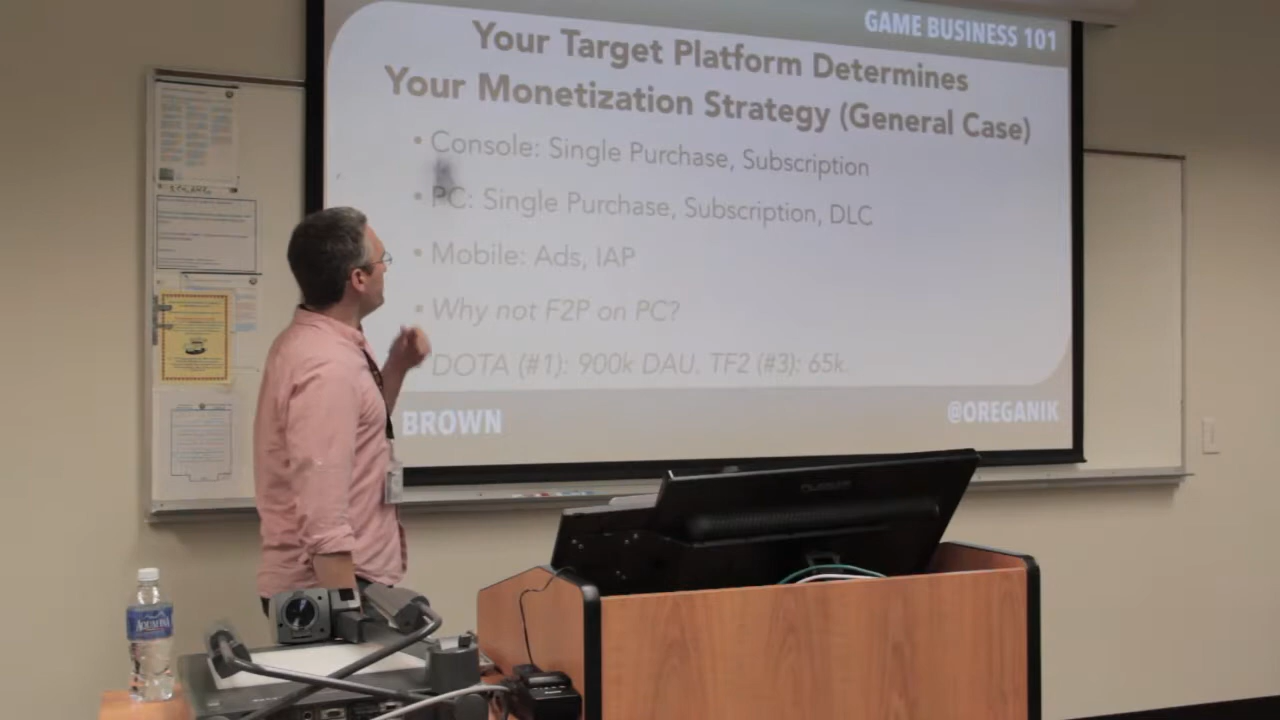 GAME BUSINESS 101
Your Target Platform Determines
Your Monetization Strategy (General Case)
• Console: Single Purchase, Subscription
• PC: Single Purchase, Subscription, DLC
• Mobile: Ads, IAP
• Why not F2P on PC?
DOTA (#1): 900k DAU. TF2 (#3): 65k.
BROWN
@OREGANIK
AQUAFINA